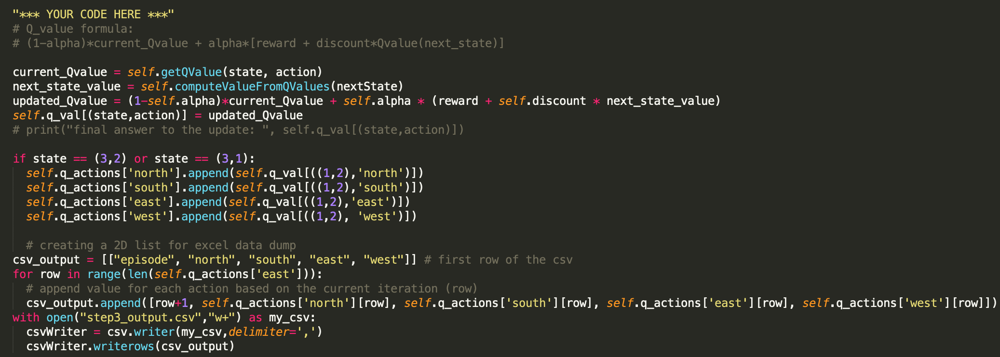 "*** YOUR CODE HERE ***"
# Q_value formula:
# (1-alpha)*current_Qvalue + alpha*[reward + discount*Qvalue(next_state)]

current_Qvalue = self.getQValue(state, action)
next_state_value = self.computeValueFromQValues(nextState)
updated_Qvalue = (1-self.alpha)*current_Qvalue + self.alpha * (reward + self.discount * next_state_value)
self.q_val[(state,action)] = updated_Qvalue
# print("final answer to the update: ", self.q_val[(state,action)])

if state == (3,2) or state == (3,1):
  self.q_actions['north'].append(self.q_val[((1,2),'north')])
  self.q_actions['south'].append(self.q_val[((1,2),'south')])
  self.q_actions['east'].append(self.q_val[((1,2),'east')])
  self.q_actions['west'].append(self.q_val[((1,2), 'west')])

  # creating a 2D list for excel data dump
csv_output = [["episode", "north", "south", "east", "west"]] # first row of the csv
for row in range(len(self.q_actions['east'])):
  # append value for each action based on the current iteration (row)
  csv_output.append([row+1, self.q_actions['north'][row], self.q_actions['south'][row], self.q_actions['east'][row], self.q_actions['west'][row]])
with open("step3_output.csv","w+") as my_csv:
  csvWriter = csv.writer(my_csv,delimiter=',')
  csvWriter.writerows(csv_output)